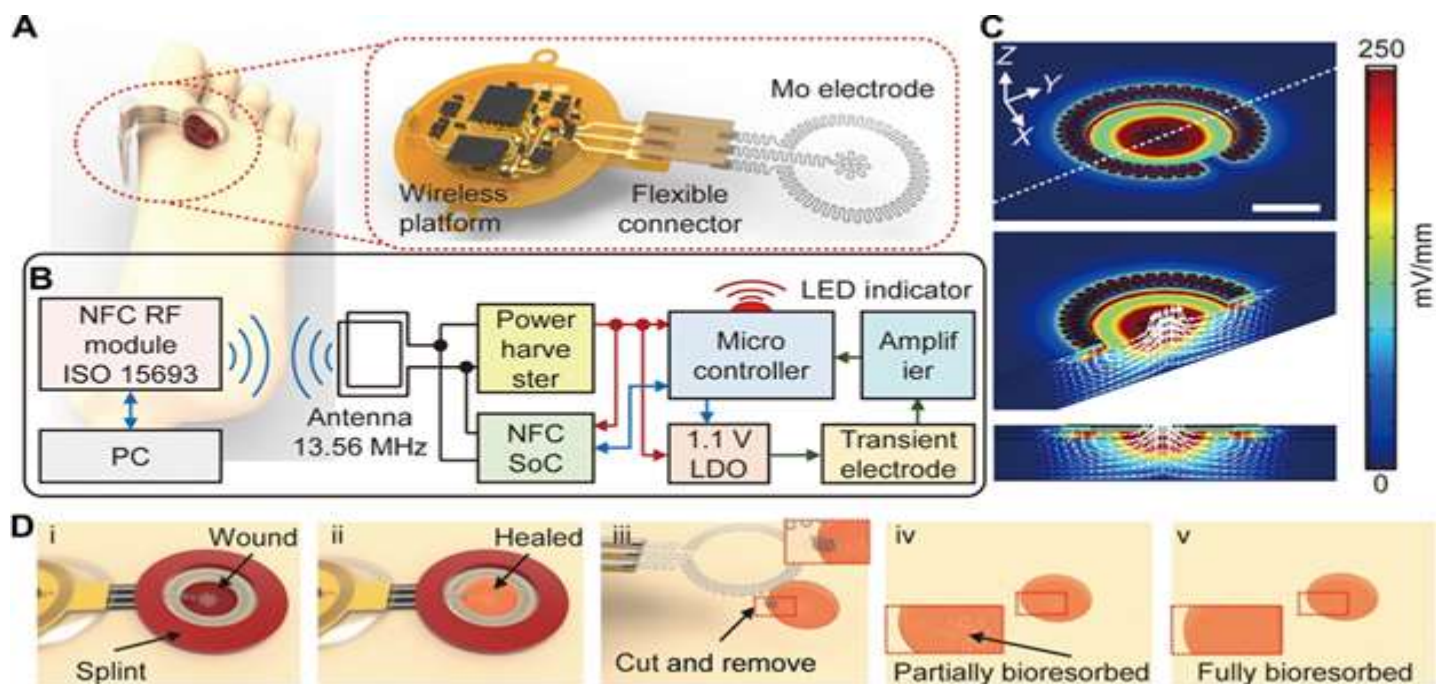 A
Mo electrode
Wireless
platform
Flexible
connector
B
NFC RF
module
ISO 15693
PC
Antenna
13.56 MHz
Power
harve
ster
NFC
SoC
LED indicator
Micro
controller
1.1 V
LDO
Amplif
ier
Transient
electrode
C
Z
Y
X
250
mV/mm
0
D
i
Wound
Splint
ii
Healed
iii
Cut and remove
iv
Partially bioresorbed
v
Fully bioresorbed